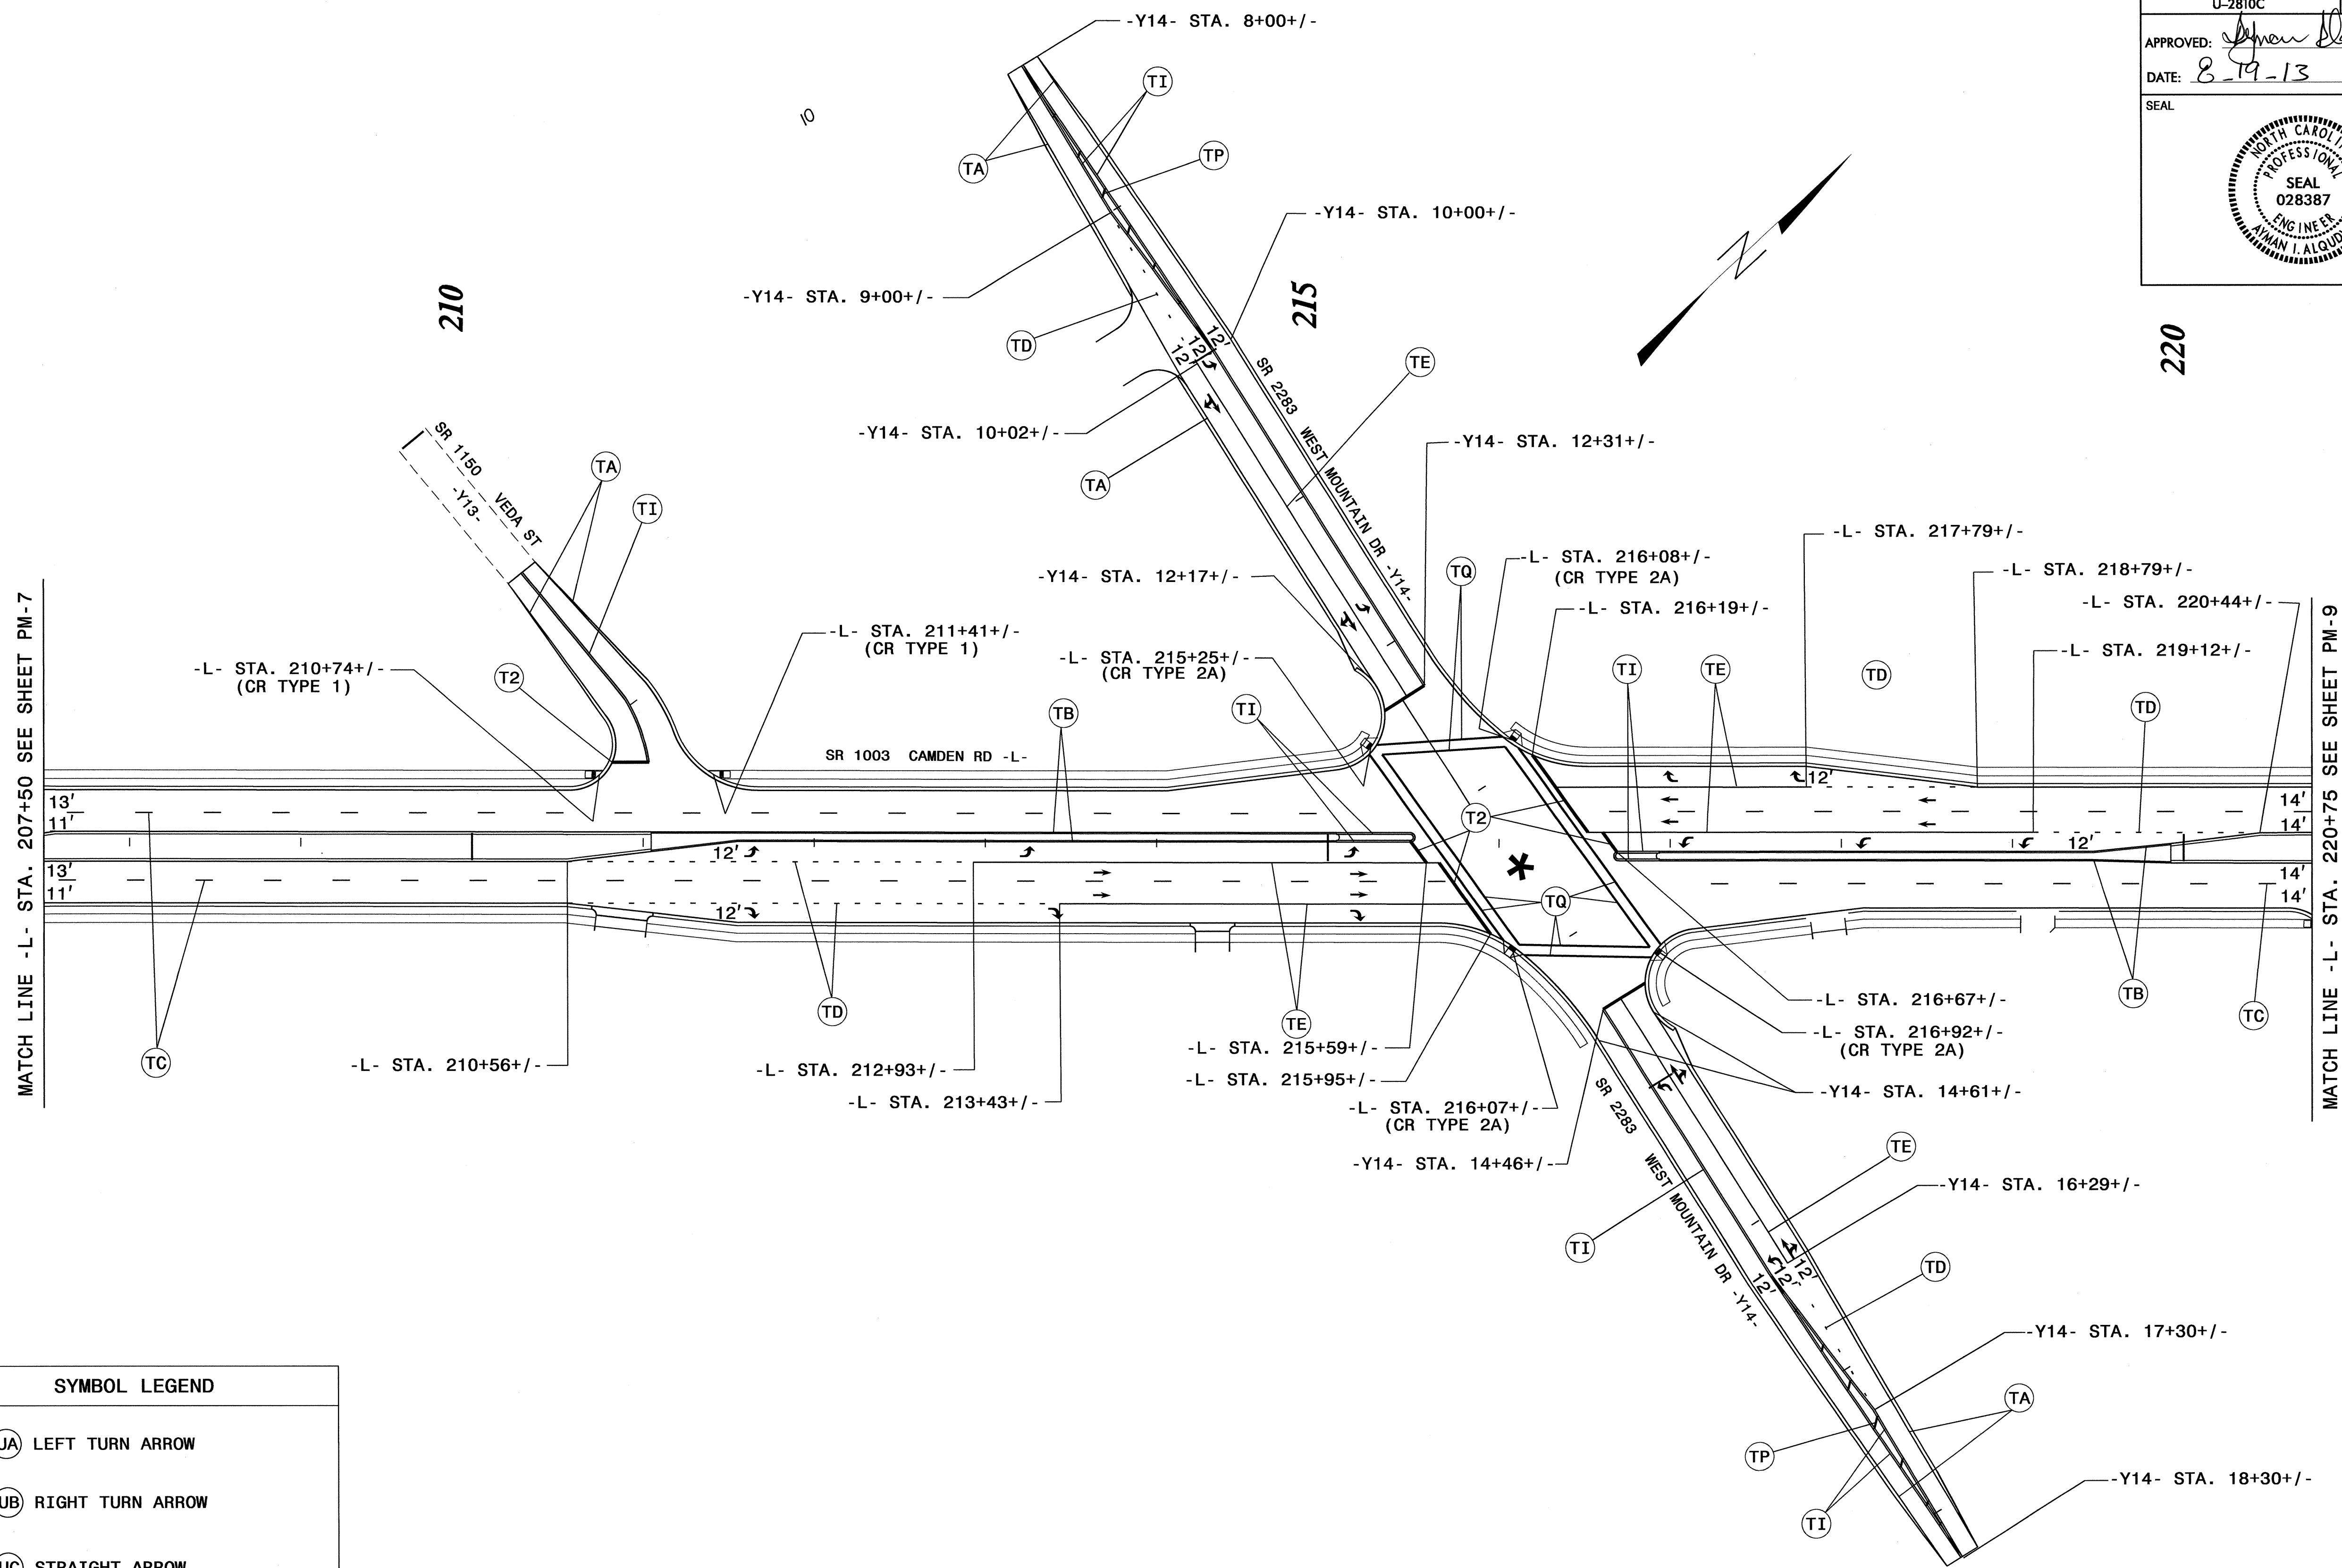 U-2810C
APPROVED:
DATE: 8-19-13
SEAL
NORTH CAROLI
PROFESSIONAL
SEAL
028387
ENGINEER
AYMAN I. ALQUD
-Y14- STA. 8+00+/-
TI
TA
TP
10
-Y14- STA. 10+00+/-
-Y14- STA. 9+00+/-
210
215
220
TD
12'
12'
12'
TE
SR 2283 WEST MOUNTAIN DR -Y14-
-Y14- STA. 10+02+/-
-Y14- STA. 12+31+/-
TA
SR 1150 VEDA ST
-Y13-
TA
TI
-L- STA. 217+79+/-
-L- STA. 216+08+/-
(CR TYPE 2A)
TQ
-Y14- STA. 12+17+/-
-L- STA. 218+79+/-
-L- STA. 220+44+/-
-L- STA. 216+19+/-
-L- STA. 211+41+/-
(CR TYPE 1)
-L- STA. 215+25+/-
(CR TYPE 2A)
-L- STA. 219+12+/-
-L- STA. 210+74+/-
(CR TYPE 1)
T2
TI
TE
TD
TB
TI
TD
SR 1003 CAMDEN RD -L-
MATCH LINE -L- STA. 207+50 SEE SHEET PM-7
MATCH LINE -L- STA. 220+75 SEE SHEET PM-9
13'
11'
12'
14'
14'
T2
12'
12'
13'
11'
*
14'
14'
TQ
12'
TD
TE
TB
TC
TC
-L- STA. 216+67+/-
-L- STA. 216+92+/-
(CR TYPE 2A)
-L- STA. 210+56+/-
-L- STA. 212+93+/-
-L- STA. 213+43+/-
-L- STA. 215+59+/-
-L- STA. 215+95+/-
-L- STA. 216+07+/-
(CR TYPE 2A)
-Y14- STA. 14+61+/-
-Y14- STA. 14+46+/-
SR 2283 WEST MOUNTAIN DR -Y14-
TE
-Y14- STA. 16+29+/-
TI
12'
12'
12'
TD
-Y14- STA. 17+30+/-
TA
TP
-Y14- STA. 18+30+/-
TI
SYMBOL LEGEND
UA LEFT TURN ARROW
UB RIGHT TURN ARROW
UC STRAIGHT ARROW